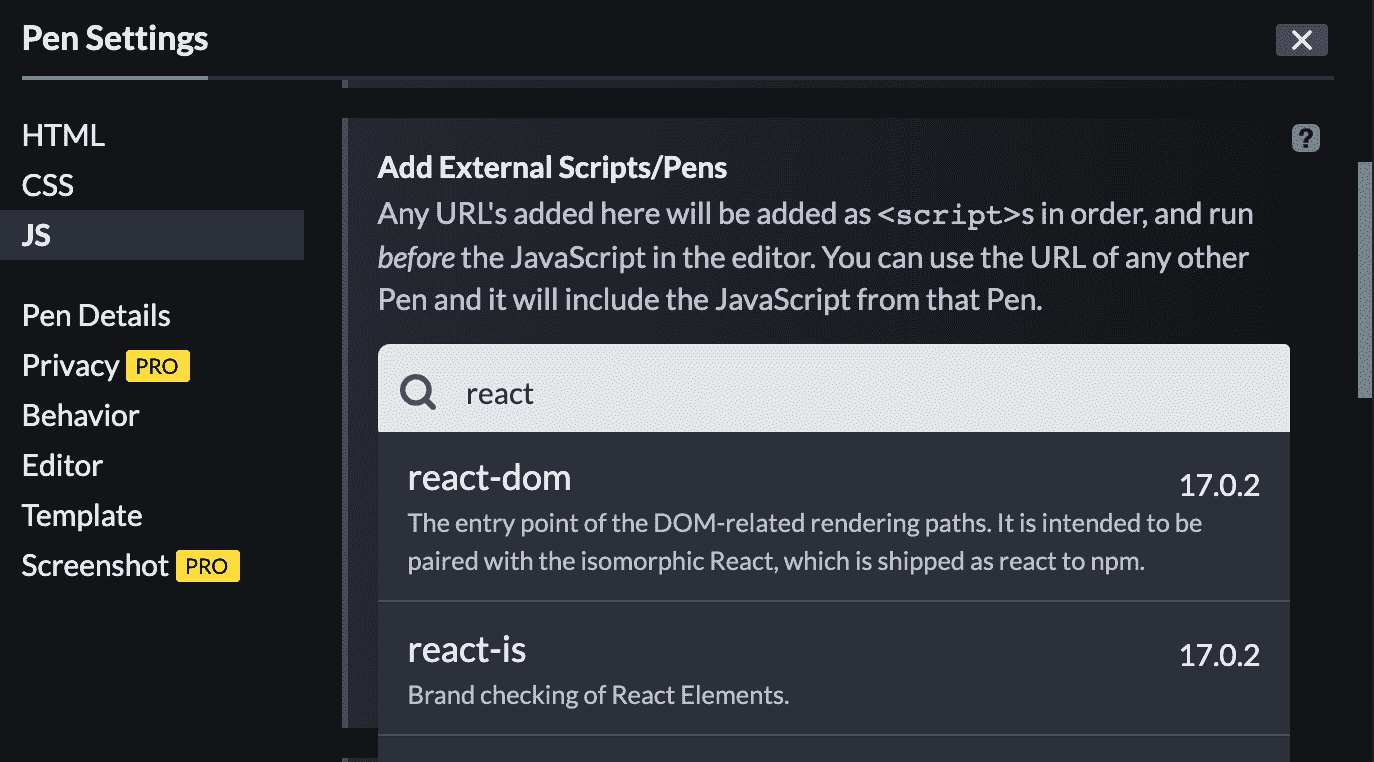 Pen Settings
HTML
CSS
JS
Pen Details
Privacy PRO
Behavior
Editor
Template
Screenshot PRO
?
Add External Scripts/Pens
Any URL's added here will be added as <script>s in order, and run
before the JavaScript in the editor. You can use the URL of any other
Pen and it will include the JavaScript from that Pen.
react
react-dom 17.0.2
The entry point of the DOM-related rendering paths. It is intended to be
paired with the isomorphic React, which is shipped as react to npm.
react-is 17.0.2
Brand checking of React Elements.